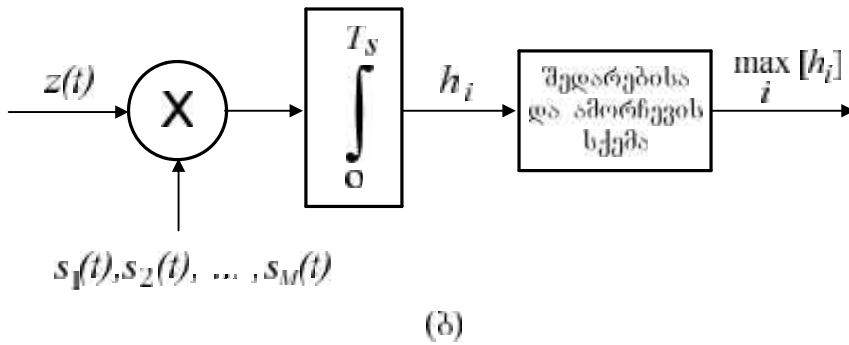 z(t)
X
T_s
∫
0
h_i
შედარებისა
და ამორჩევის
სქემა
max [h_i]
i
s_1(t), s_2(t), ... , s_M(t)
(ბ)